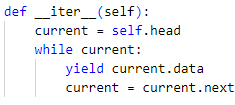 def __iter__(self):
    current = self.head
    while current:
        yield current.data
        current = current.next